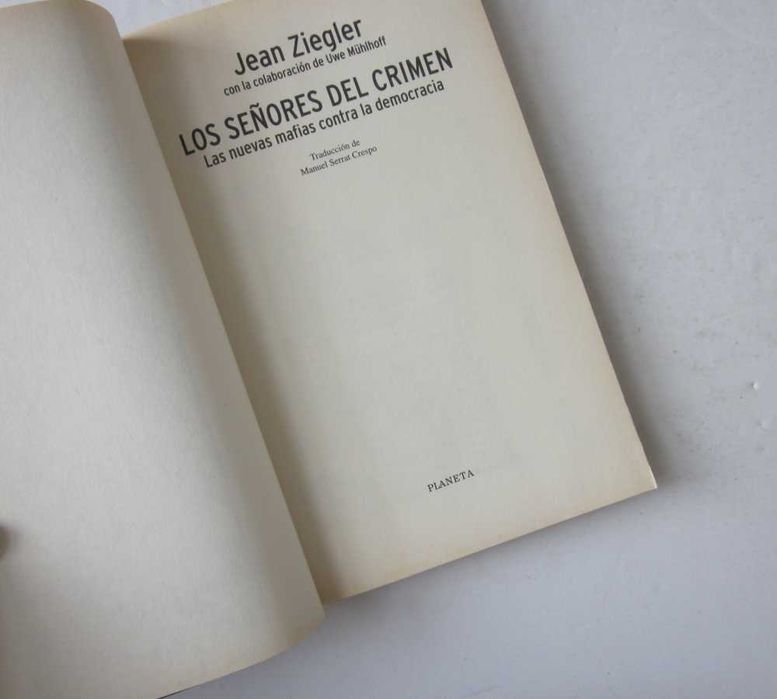 Jean Ziegler
con la colaboración de Uwe Mühlhoff
LOS SEÑORES DEL CRIMEN
Las nuevas mafias contra la democracia
Traducción de
Manuel Serrat Crespo
PLANETA